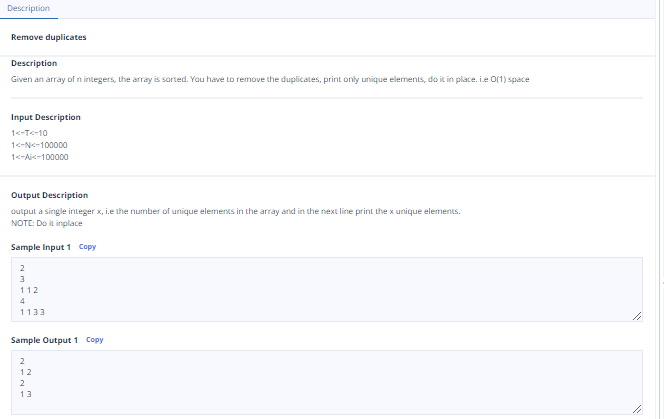 Description
Remove duplicates
Description
Given an array of n integers, the array is sorted. You have to remove the duplicates, print only unique elements, do it in place. i.e O(1) space
Input Description
1<=T<=10
1<=N<=100000
1<=Ai<=100000
Output Description
output a single integer x, i.e the number of unique elements in the array and in the next line print the x unique elements.
NOTE: Do it inplace
Sample Input 1 Copy
2
3
1 1 2
4
1 1 3 3
Sample Output 1 Copy
2
1 2
2
1 3